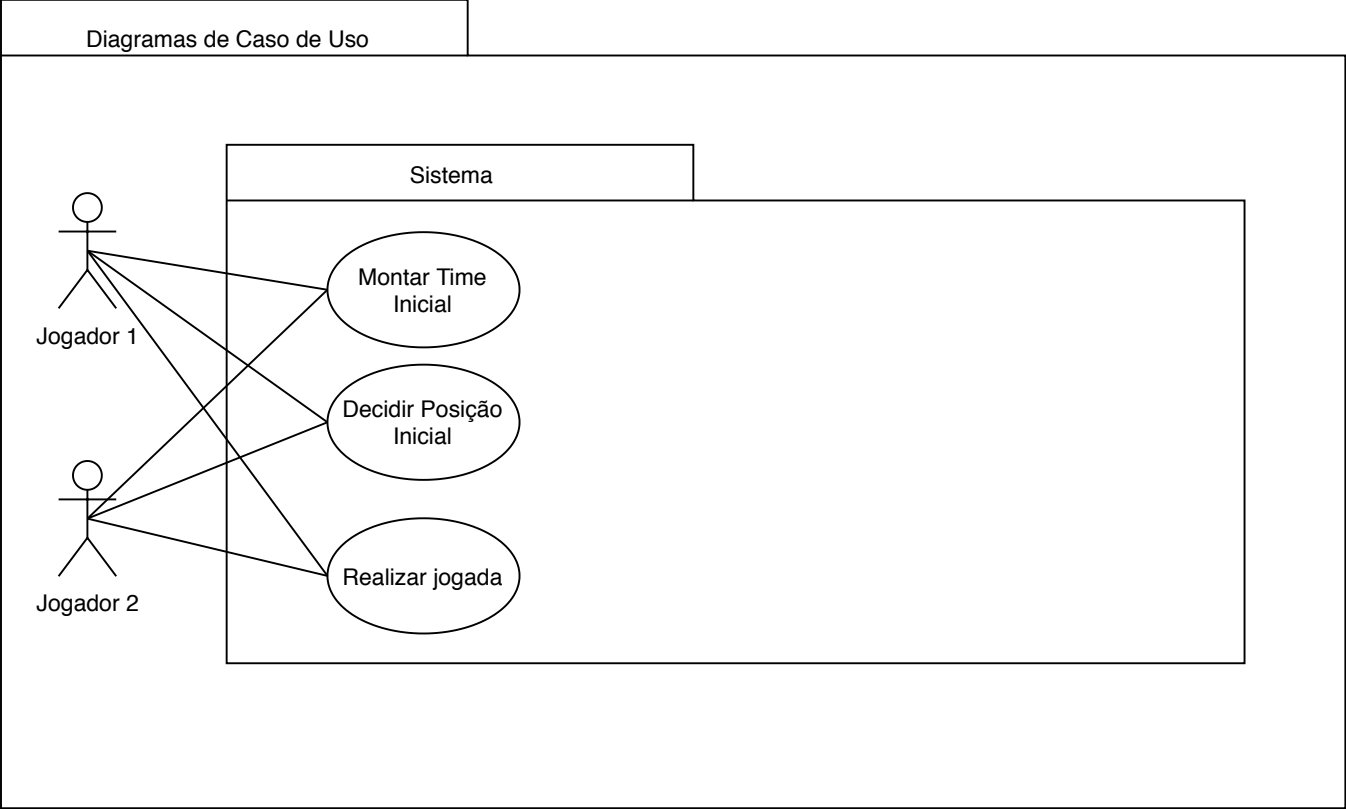 Diagramas de Caso de Uso
Sistema
Jogador 1
Montar Time
Inicial
Decidir Posição
Inicial
Jogador 2
Realizar jogada